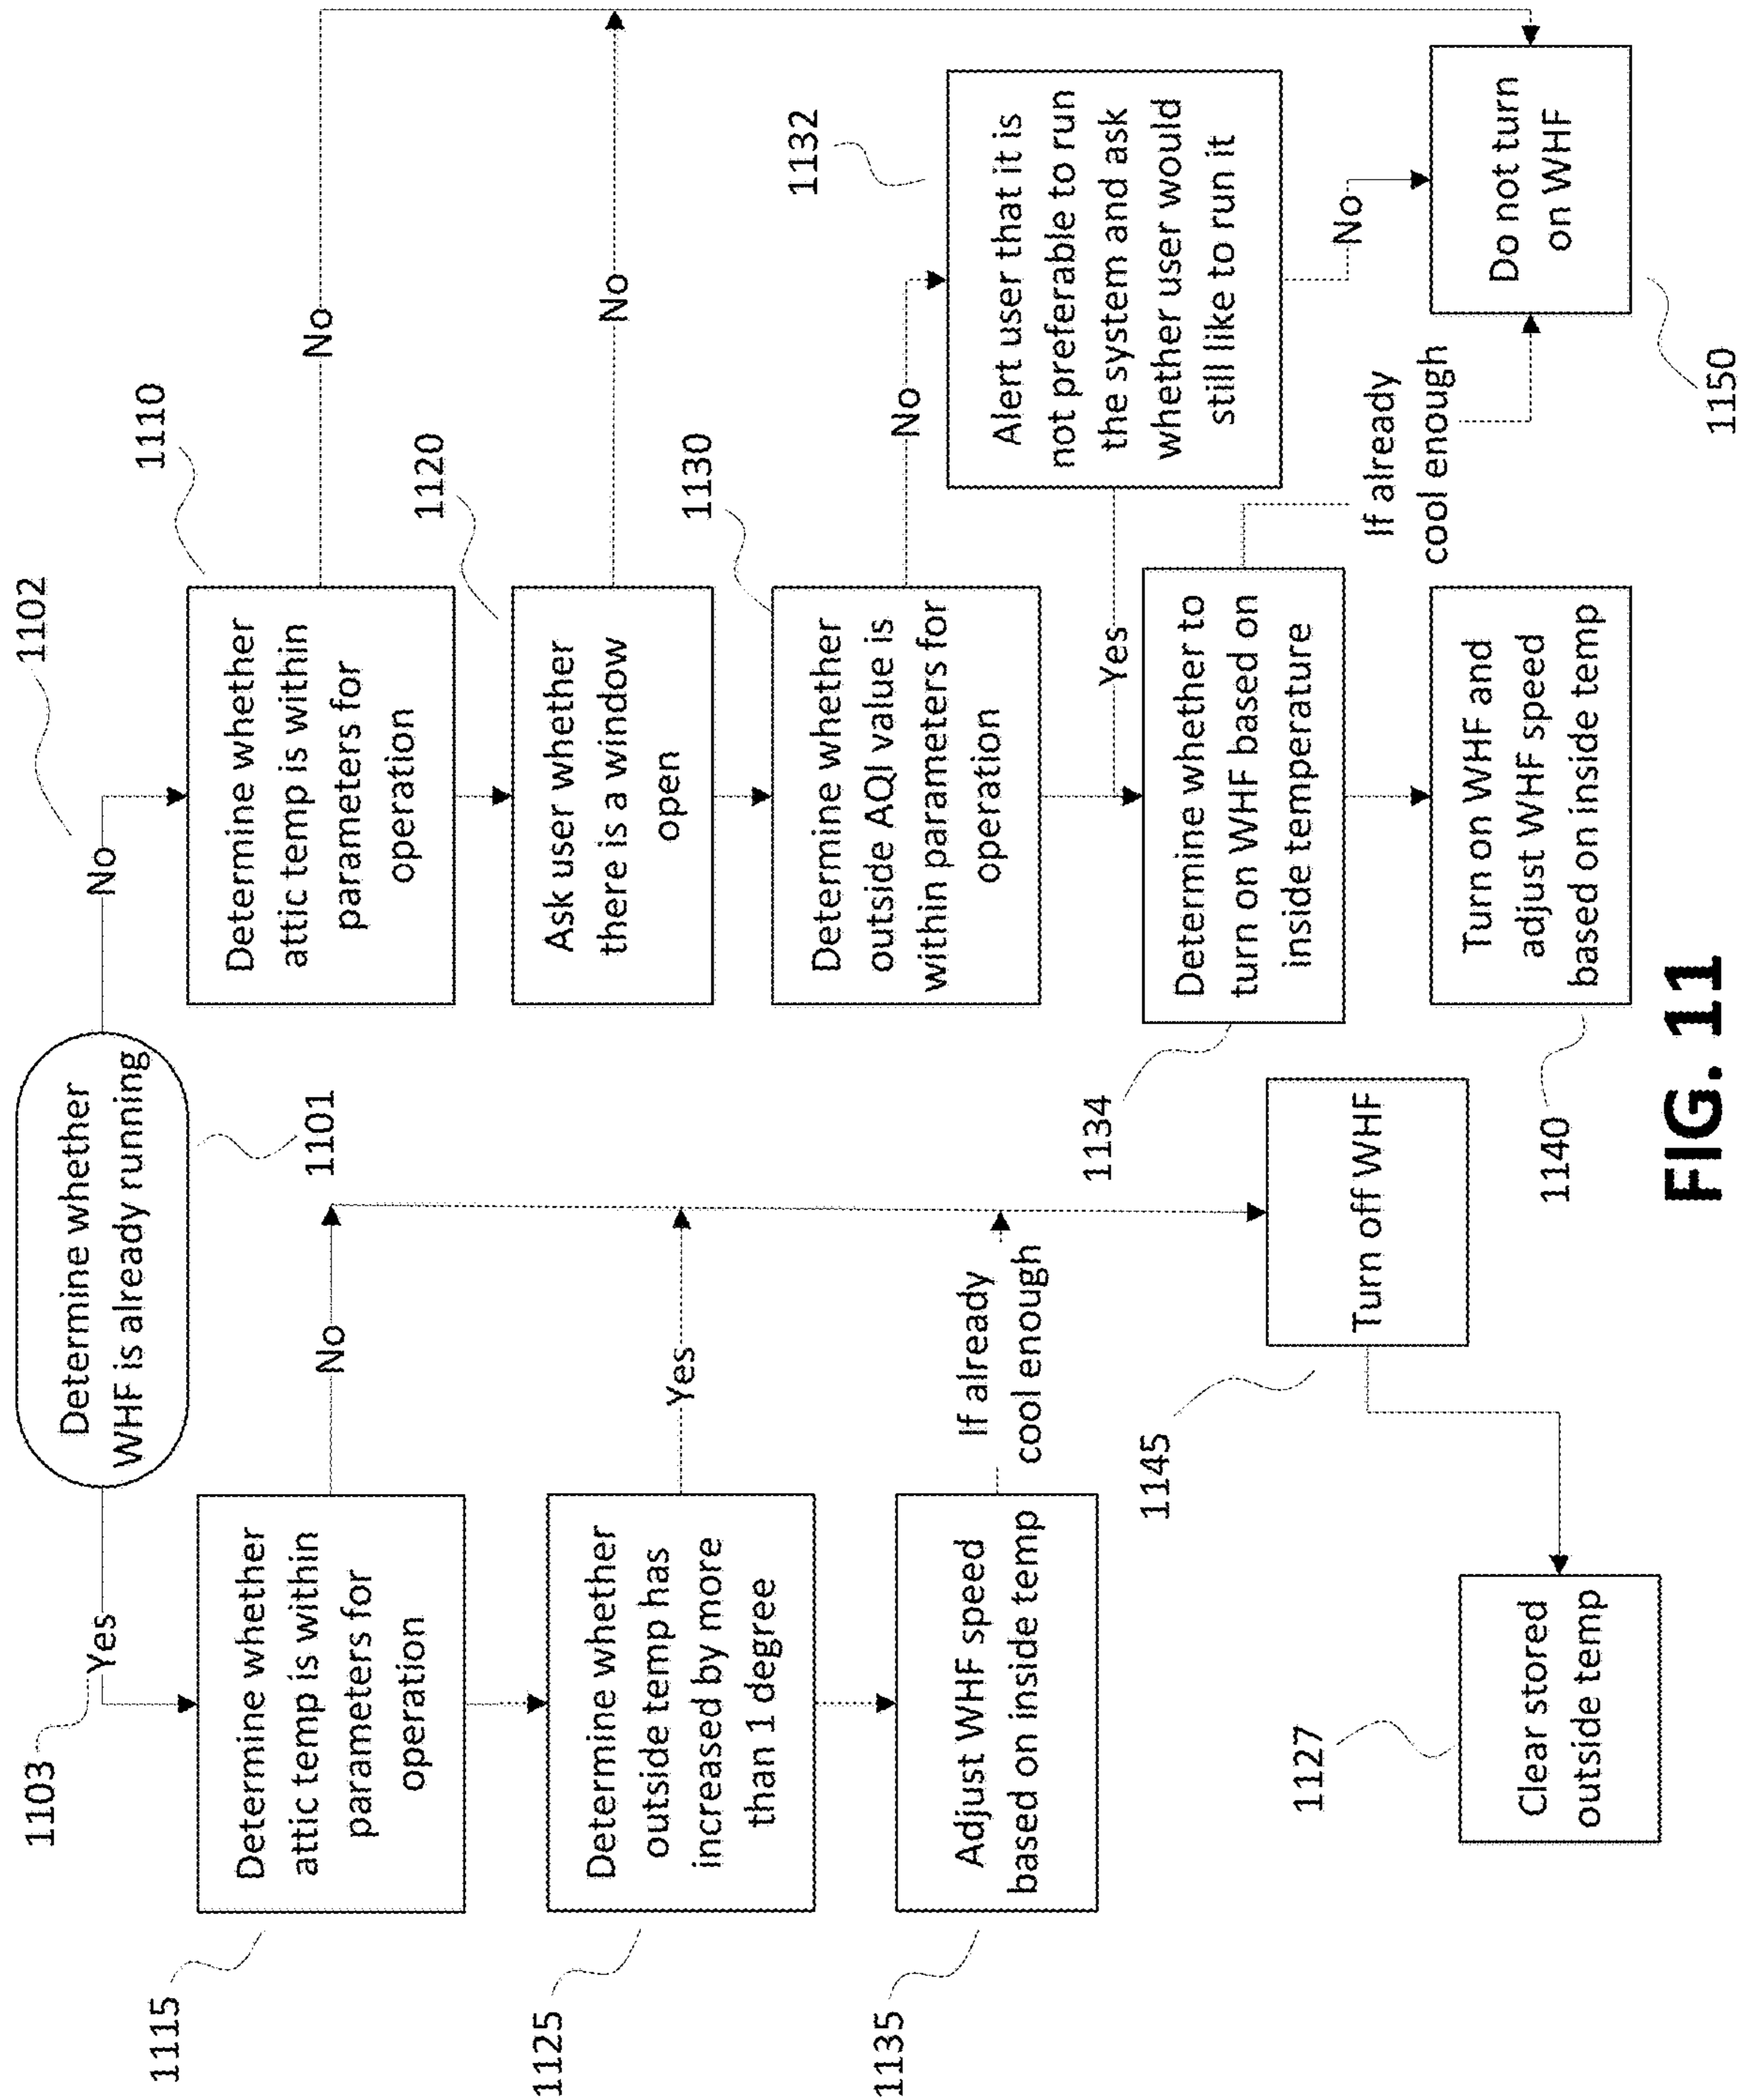 Determine whether
WHF is already running
1101
Yes
1103
No
1102
Determine whether
attic temp is within
parameters for
operation
1115
No
Determine whether
outside temp has
increased by more
than 1 degree
1125
Yes
Adjust WHF speed
based on inside temp
1135
If already
cool enough
Turn off WHF
1145
Clear stored
outside temp
1127
Determine whether
attic temp is within
parameters for
operation
1110
No
Ask user whether
there is a window
open
1120
No
Determine whether
outside AQI value is
within parameters for
operation
1130
No
Alert user that it is
not preferable to run
the system and ask
whether user would
still like to run it
1132
Yes
No
Determine whether to
turn on WHF based on
inside temperature
1134
If already
cool enough
Turn on WHF and
adjust WHF speed
based on inside temp
1140
Do not turn
on WHF
1150
FIG. 11